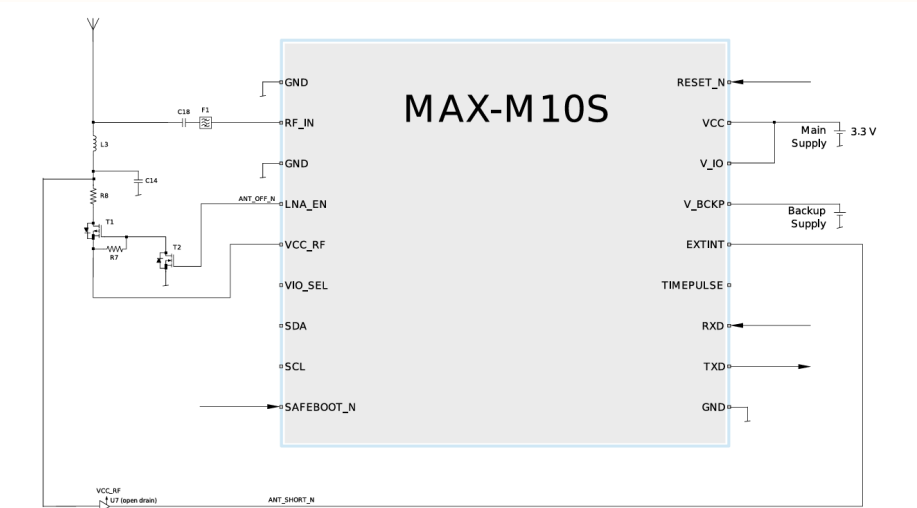 MAX-M10S
C18
F1
L3
C14
R8
T1
R7
T2
ANT_OFF_N
GND
RF_IN
GND
LNA_EN
VCC_RF
VIO_SEL
SDA
SCL
SAFEBOOT_N
RESET_N
VCC
V_IO
V_BCKP
EXTINT
TIMEPULSE
RXD
TXD
GND
Main
Supply
3.3 V
Backup
Supply
VCC_RF
U7 (open drain)
ANT_SHORT_N